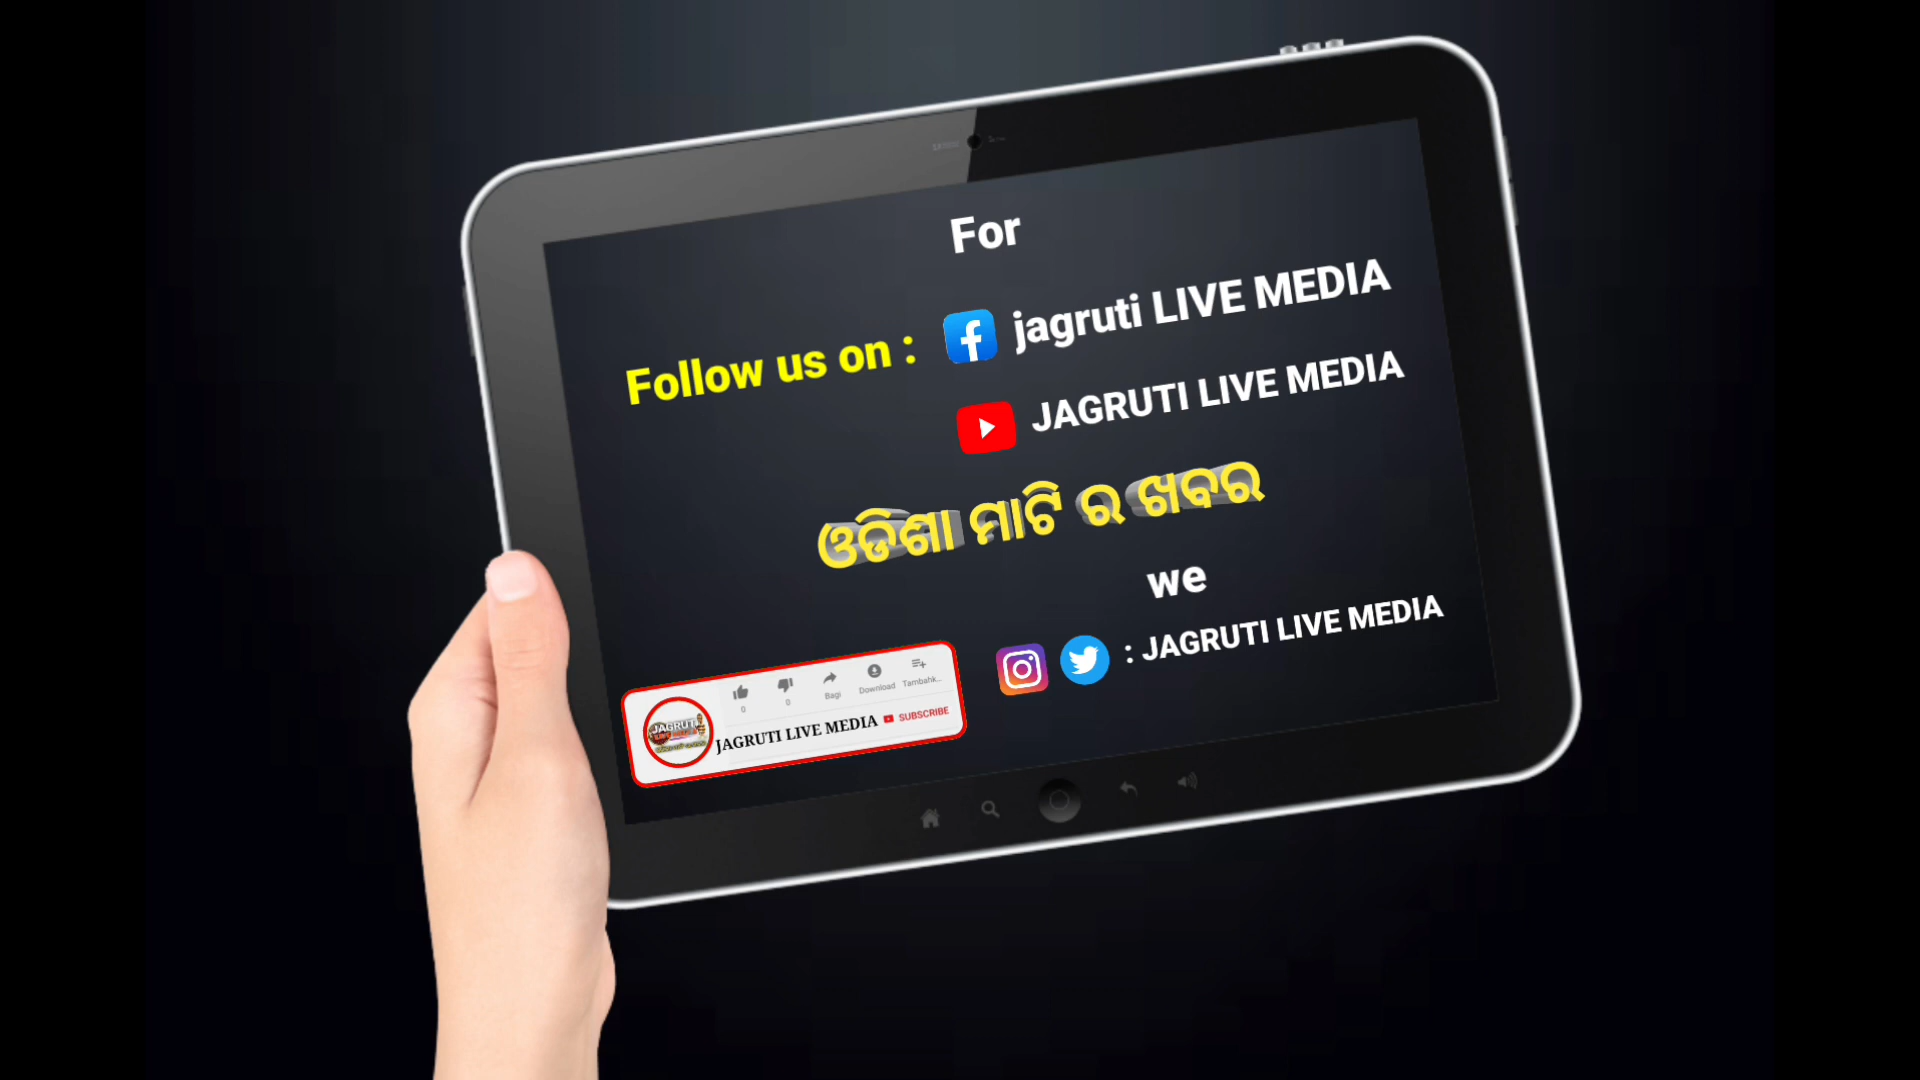 For
Follow us on : jagruti LIVE MEDIA
JAGRUTI LIVE MEDIA
ଓଡିଶା ମାଟି ର ଖବର
we
: JAGRUTI LIVE MEDIA
0 0 Bagi Download Tambahk...
JAGRUTI LIVE MEDIA SUBSCRIBE
JAGRUTI